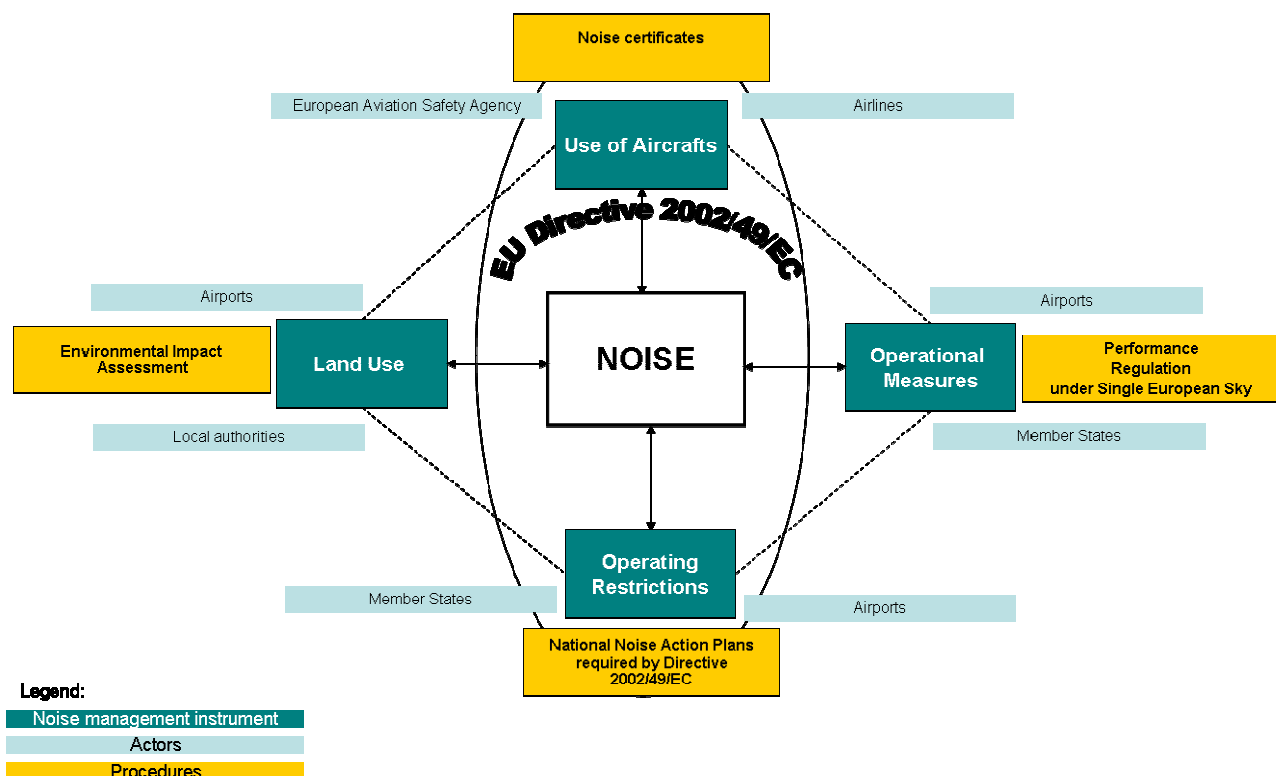 Noise certificates
European Aviation Safety Agency
Airlines
Use of Aircrafts
EU Directive 2002/49/EC
Airports
Airports
Environmental Impact
Assessment
Land Use
NOISE
Operational
Measures
Performance
Regulation
under Single European Sky
Local authorities
Member States
Operating
Restrictions
Member States
Airports
National Noise Action Plans
required by Directive
2002/49/EC
Legend:
Noise management instrument
Actors
Procedures